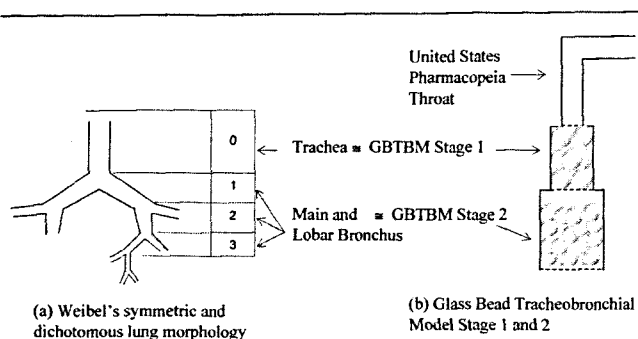 United States
Pharmacopeia
Throat
0
Trachea ≅ GBTBM Stage 1
1
2
3
Main and ≅ GBTBM Stage 2
Lobar Bronchus
(a) Weibel's symmetric and
dichotomous lung morphology
(b) Glass Bead Tracheobronchial
Model Stage 1 and 2